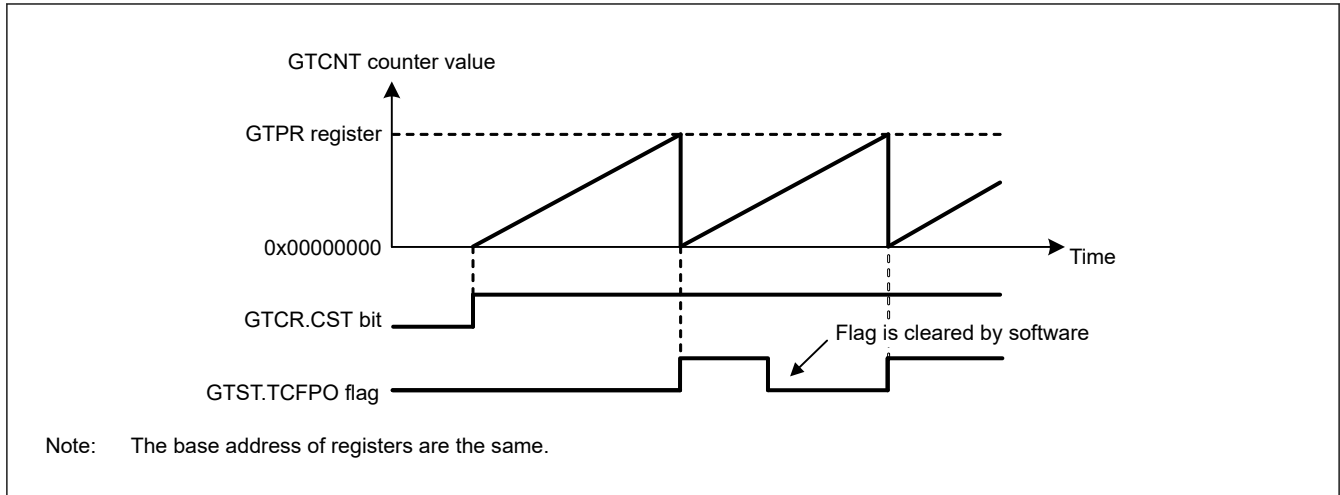 GTCNT counter value
GTPR register
0x00000000
Time
GTCR.CST bit
Flag is cleared by software
GTST.TCFPO flag
Note: The base address of registers are the same.